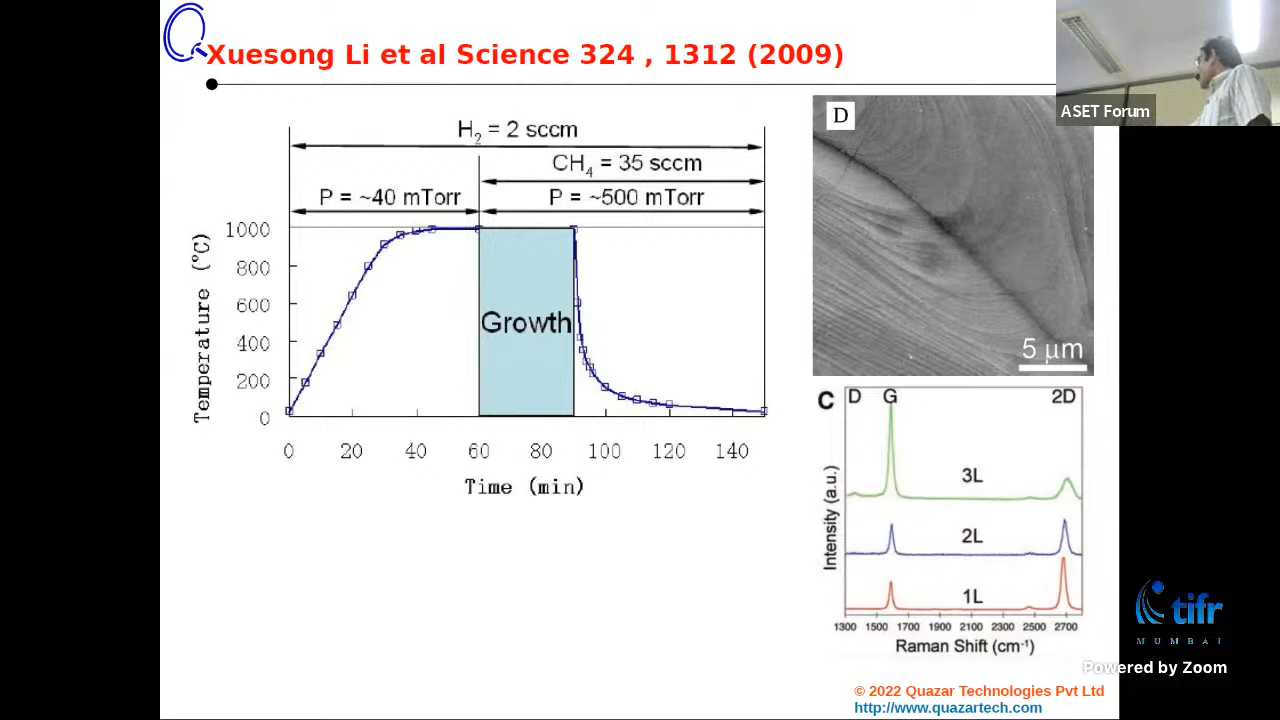 Xuesong Li et al Science 324 , 1312 (2009)
ASET Forum
H2 = 2 sccm
CH4 = 35 sccm
P = ~40 mTorr
P = ~500 mTorr
1000
800
600
400
200
0
Temperature (°C)
Growth
0 20 40 60 80 100 120 140
Time (min)
D
5 μm
C
D G 2D
3L
2L
1L
Intensity (a.u.)
1300 1500 1700 1900 2100 2300 2500 2700
Raman Shift (cm-1)
tifr
MUMBAI
Powered by Zoom
© 2022 Quazar Technologies Pvt Ltd
http://www.quazartech.com